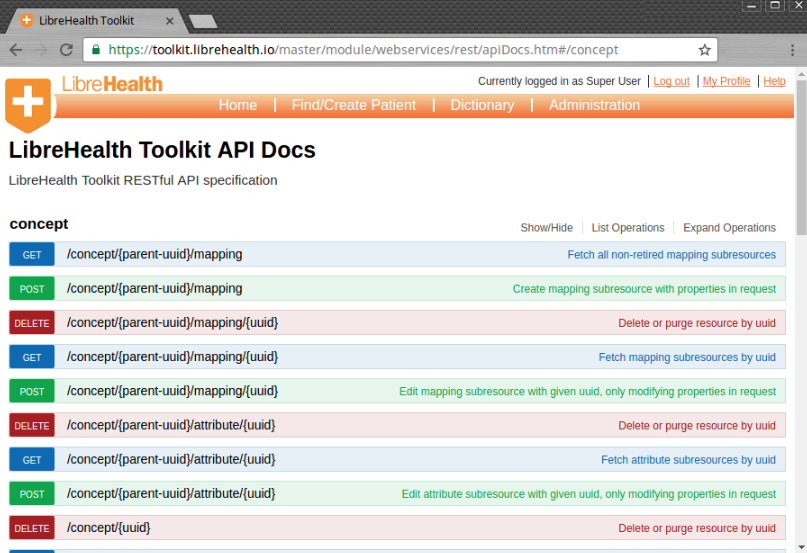 LibreHealth Toolkit
https://toolkit.librehealth.io/master/module/webservices/rest/apiDocs.htm#/concept
LibreHealth
Currently logged in as Super User Log out My Profile Help
Home Find/Create Patient Dictionary Administration
LibreHealth Toolkit API Docs
LibreHealth Toolkit RESTful API specification
concept Show/Hide List Operations Expand Operations
GET /concept/{parent-uuid}/mapping Fetch all non-retired mapping subresources
POST /concept/{parent-uuid}/mapping Create mapping subresource with properties in request
DELETE /concept/{parent-uuid}/mapping/{uuid} Delete or purge resource by uuid
GET /concept/{parent-uuid}/mapping/{uuid} Fetch mapping subresources by uuid
POST /concept/{parent-uuid}/mapping/{uuid} Edit mapping subresource with given uuid, only modifying properties in request
DELETE /concept/{parent-uuid}/attribute/{uuid} Delete or purge resource by uuid
GET /concept/{parent-uuid}/attribute/{uuid} Fetch attribute subresources by uuid
POST /concept/{parent-uuid}/attribute/{uuid} Edit attribute subresource with given uuid, only modifying properties in request
DELETE /concept/{uuid} Delete or purge resource by uuid